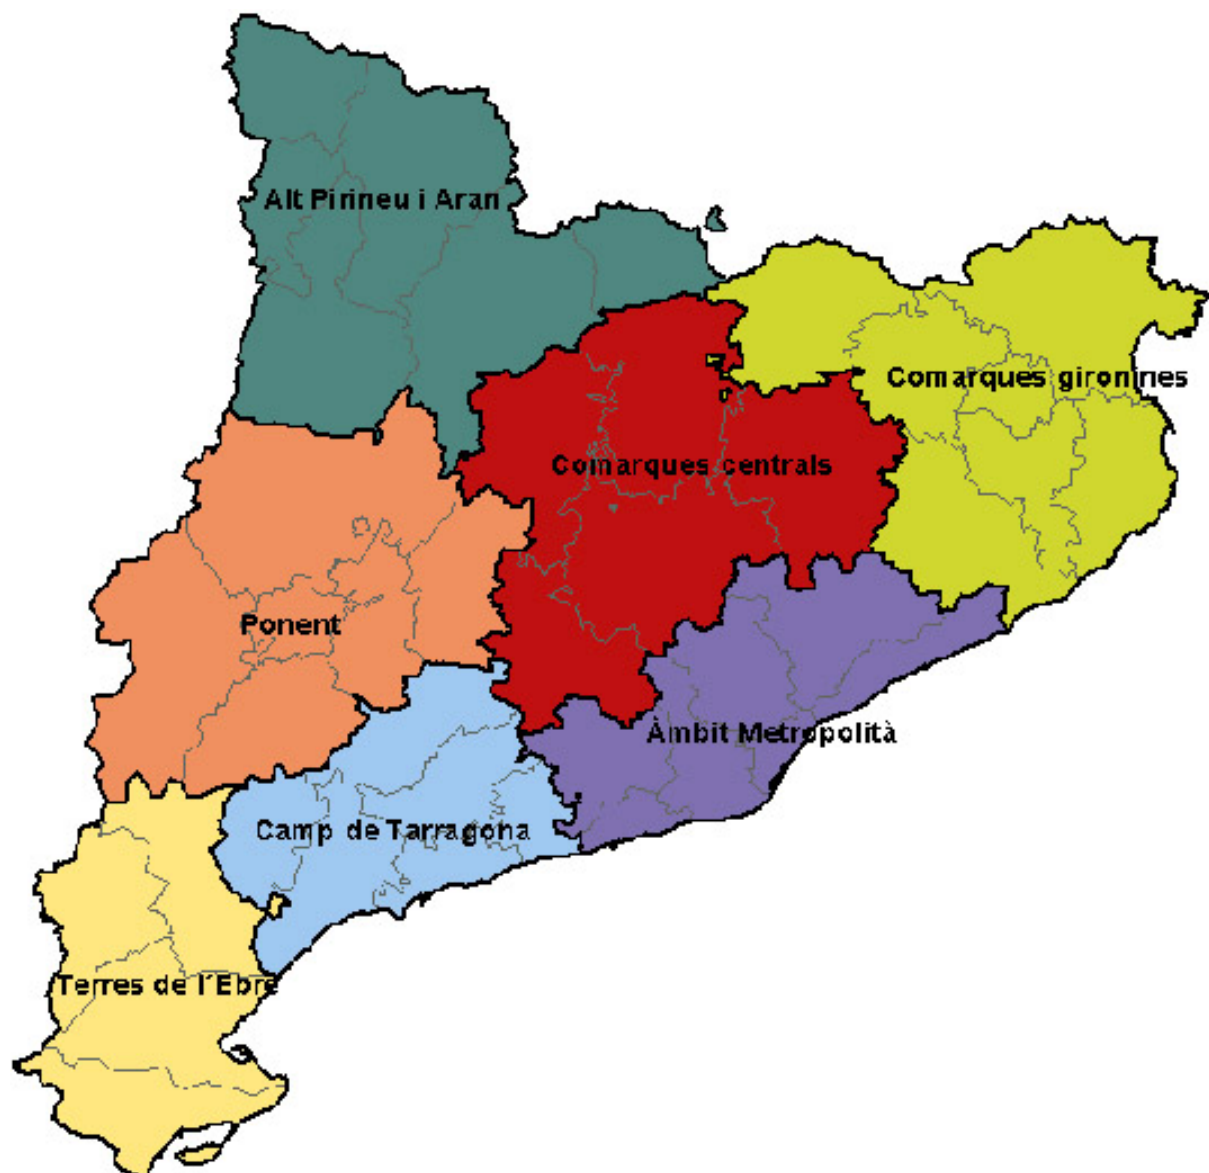 Alt Pirineu i Aran
Comarques gironines
Comarques centrals
Ponent
Àmbit Metropolità
Camp de Tarragona
Terres de l´Ebre